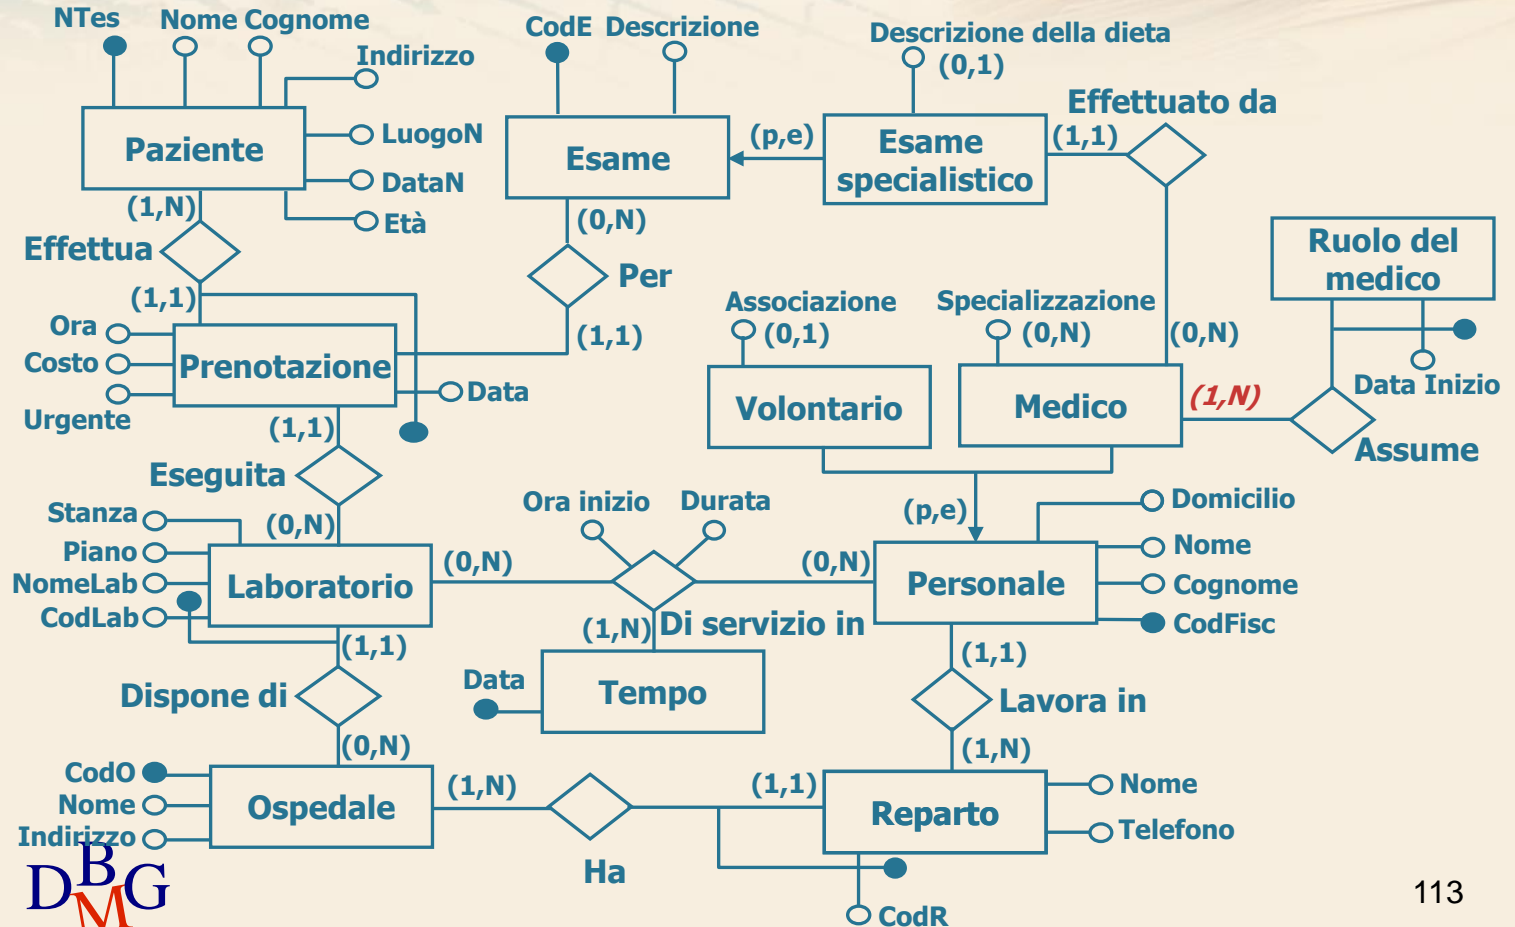 NTes
Nome Cognome
CodE Descrizione
Descrizione della dieta
(0,1)
Indirizzo
Effettuato da
Paziente
LuogoN
DataN
Età
Esame
(p,e)
Esame
specialistico
(1,1)
(1,N)
Effettua
(1,1)
(0,N)
Per
(1,1)
Ruolo del
medico
Associazione
(0,1)
Specializzazione
(0,N)
(0,N)
Data Inizio
Ora
Costo
Urgente
Prenotazione
Data
Volontario
Medico
(1,N)
Assume
(1,1)
Eseguita
(0,N)
Stanza
Piano
NomeLab
CodLab
Laboratorio
(0,N)
Ora inizio
Durata
(0,N)
(p,e)
Personale
Domicilio
Nome
Cognome
CodFisc
(1,N)
Di servizio in
(1,1)
Dispone di
(0,N)
Data
Tempo
(1,1)
Lavora in
(1,N)
CodO
Nome
Indirizzo
Ospedale
(1,N)
Ha
(1,1)
Reparto
Nome
Telefono
CodR
DBMG
113